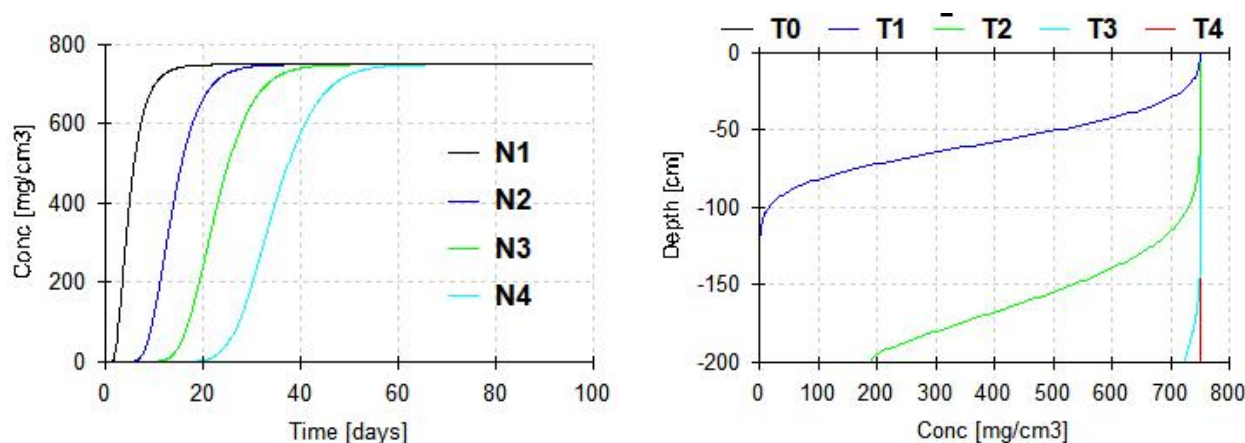 800
600
400
200
0
Conc [mg/cm3]
N1
N2
N3
N4
0 20 40 60 80 100
Time [days]
T0 T1 T2 T3 T4
0
-50
-100
-150
-200
Depth [cm]
0 100 200 300 400 500 600 700 800
Conc [mg/cm3]